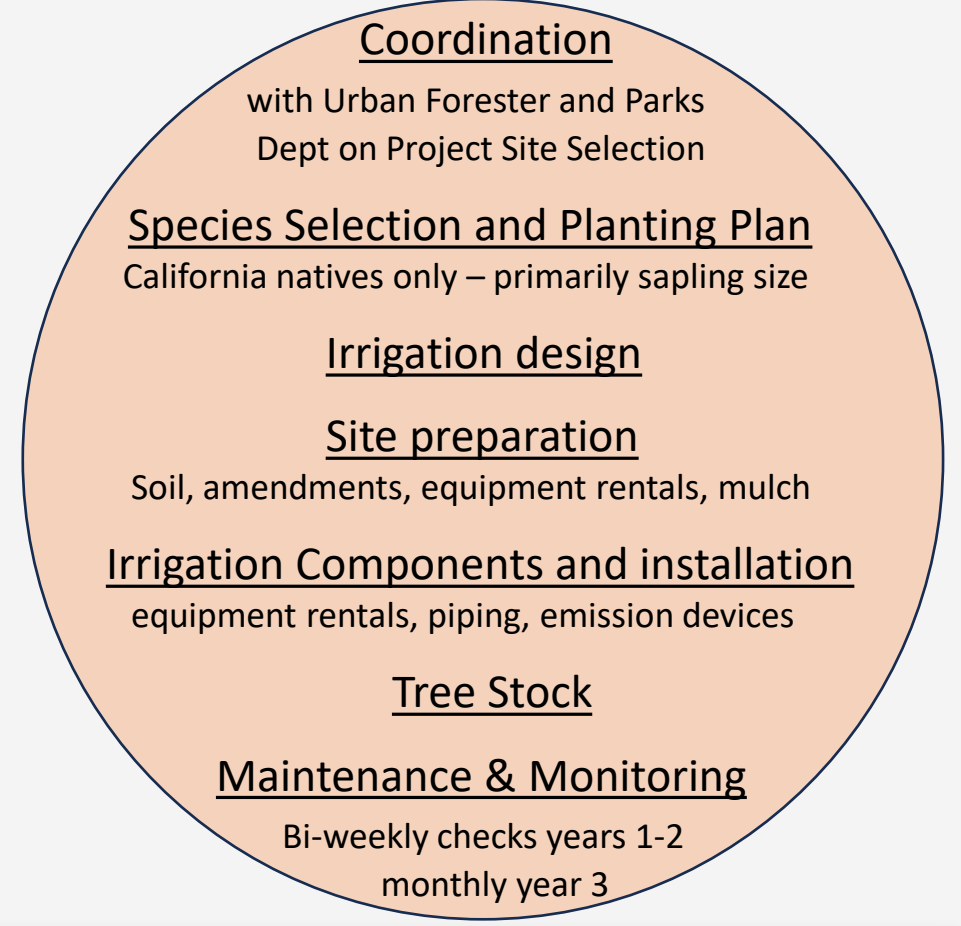 Coordination
with Urban Forester and Parks
Dept on Project Site Selection
Species Selection and Planting Plan
California natives only – primarily sapling size
Irrigation design
Site preparation
Soil, amendments, equipment rentals, mulch
Irrigation Components and installation
equipment rentals, piping, emission devices
Tree Stock
Maintenance & Monitoring
Bi-weekly checks years 1-2
monthly year 3